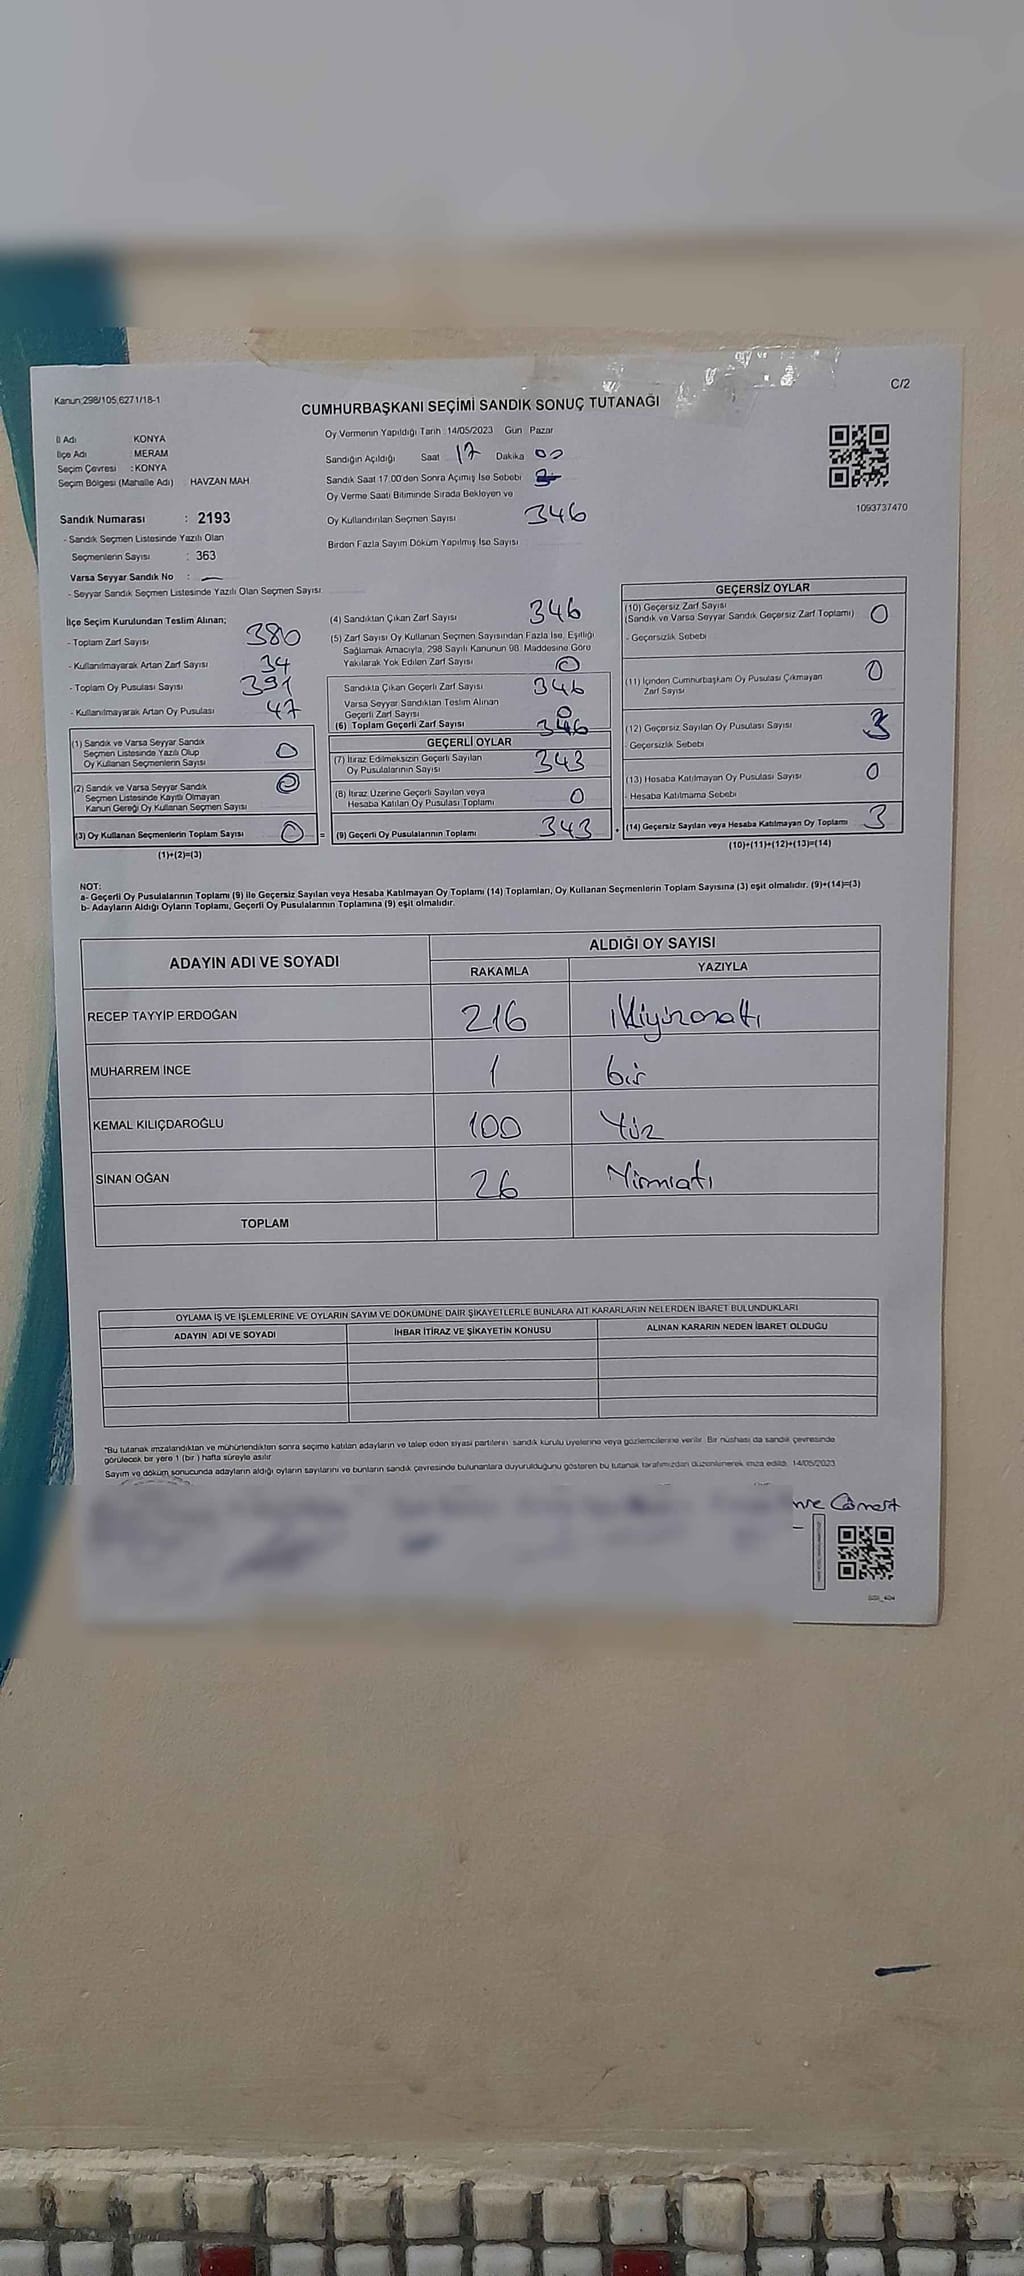 C/2
Kanun:298/105,6271/18-1
CUMHURBAŞKANI SEÇİMİ SANDIK SONUÇ TUTANAĞI
İl Adı KONYA
İlçe Adı MERAM
Seçim Çevresi : KONYA
Seçim Bölgesi (Mahalle Adı) HAVZAN MAH
Oy Vermenin Yapıldığı Tarih 14/05/2023 Gün Pazar
Sandığın Açıldığı Saat 17 Dakika 00
Sandık Saat 17.00'den Sonra Açımış İse Sebebi
Oy Verme Saati Bitiminde Sırada Bekleyen ve
Oy Kullandırılan Seçmen Sayısı 346
Birden Fazla Sayım Döküm Yapılmış İse Sayısı
1093737470
Sandık Numarası : 2193
- Sandık Seçmen Listesinde Yazılı Olan
Seçmenlerin Sayısı : 363
Varsa Seyyar Sandık No : —
- Seyyar Sandık Seçmen Listesinde Yazılı Olan Seçmen Sayısı
İlçe Seçim Kurulundan Teslim Alınan;
- Toplam Zarf Sayısı 380
- Kullanılmayarak Artan Zarf Sayısı 34
- Toplam Oy Pusulası Sayısı 391
- Kullanılmayarak Artan Oy Pusulası 47
(1) Sandık ve Varsa Seyyar Sandık
Seçmen Listesinde Yazılı Olup
Oy Kullanan Seçmenlerin Sayısı 0
(2) Sandık ve Varsa Seyyar Sandık
Seçmen Listesinde Kayıtlı Olmayan
Kanun Gereği Oy Kullanan Seçmen Sayısı 0
(3) Oy Kullanan Seçmenlerin Toplam Sayısı 0 =
(1)+(2)=(3)
(4) Sandıktan Çıkan Zarf Sayısı 346
(5) Zarf Sayısı Oy Kullanan Seçmen Sayısından Fazla İse, Eşitliği
Sağlamak Amacıyla, 298 Sayılı Kanunun 98. Maddesine Göre
Yakılarak Yok Edilen Zarf Sayısı 0
Sandıkta Çıkan Geçerli Zarf Sayısı 346
Varsa Seyyar Sandıktan Teslim Alınan
Geçerli Zarf Sayısı 0
(6) Toplam Geçerli Zarf Sayısı 346
GEÇERLİ OYLAR
(7) İtiraz Edilmeksizin Geçerli Sayılan
Oy Pusulalarının Sayısı 343
(8) İtiraz Üzerine Geçerli Sayılan veya
Hesaba Katılan Oy Pusulası Toplamı 0
(9) Geçerli Oy Pusulalarının Toplamı 343 +
GEÇERSİZ OYLAR
(10) Geçersiz Zarf Sayısı
(Sandık ve Varsa Seyyar Sandık Geçersiz Zarf Toplamı) 0
- Geçersizlik Sebebi
(11) İçinden Cumhurbaşkanı Oy Pusulası Çıkmayan
Zarf Sayısı 0
(12) Geçersiz Sayılan Oy Pusulası Sayısı 3
- Geçersizlik Sebebi
(13) Hesaba Katılmayan Oy Pusulası Sayısı 0
- Hesaba Katılmama Sebebi
(14) Geçersiz Sayılan veya Hesaba Katılmayan Oy Toplamı 3
(10)+(11)+(12)+(13)=(14)
NOT:
a- Geçerli Oy Pusulalarının Toplamı (9) ile Geçersiz Sayılan veya Hesaba Katılmayan Oy Toplamı (14) Toplamları, Oy Kullanan Seçmenlerin Toplam Sayısına (3) eşit olmalıdır. (9)+(14)=(3)
b- Adayların Aldığı Oyların Toplamı, Geçerli Oy Pusulalarının Toplamına (9) eşit olmalıdır.
ADAYIN ADI VE SOYADI ALDIĞI OY SAYISI
RAKAMLA YAZIYLA
RECEP TAYYİP ERDOĞAN 216 ikiyüzonaltı
MUHARREM İNCE 1 bir
KEMAL KILIÇDAROĞLU 100 Yüz
SİNAN OĞAN 26 Yirmialtı
TOPLAM
OYLAMA İŞ VE İŞLEMLERİNE VE OYLARIN SAYIM VE DÖKÜMÜNE DAİR ŞİKAYETLERLE BUNLARA AİT KARARLARIN NELERDEN İBARET BULUNDUKLARI
ADAYIN ADI VE SOYADI İHBAR İTİRAZ VE ŞİKAYETİN KONUSU ALINAN KARARIN NEDEN İBARET OLDUĞU
*Bu tutanak imzalandıktan ve mühürlendikten sonra seçime katılan adayların ve talep eden siyasi partilerin sandık kurulu üyelerine veya gözlemcilerine verilir. Bir nüshası da sandık çevresinde
görülecek bir yere 1 (bir) hafta süreyle asılır.
Sayım ve döküm sonucunda adayların aldığı oyların sayılarını ve bunların sandık çevresinde bulunanlara duyurulduğunu gösteren bu tutanak tarafımızdan düzenlenerek imza edildi. 14/05/2023